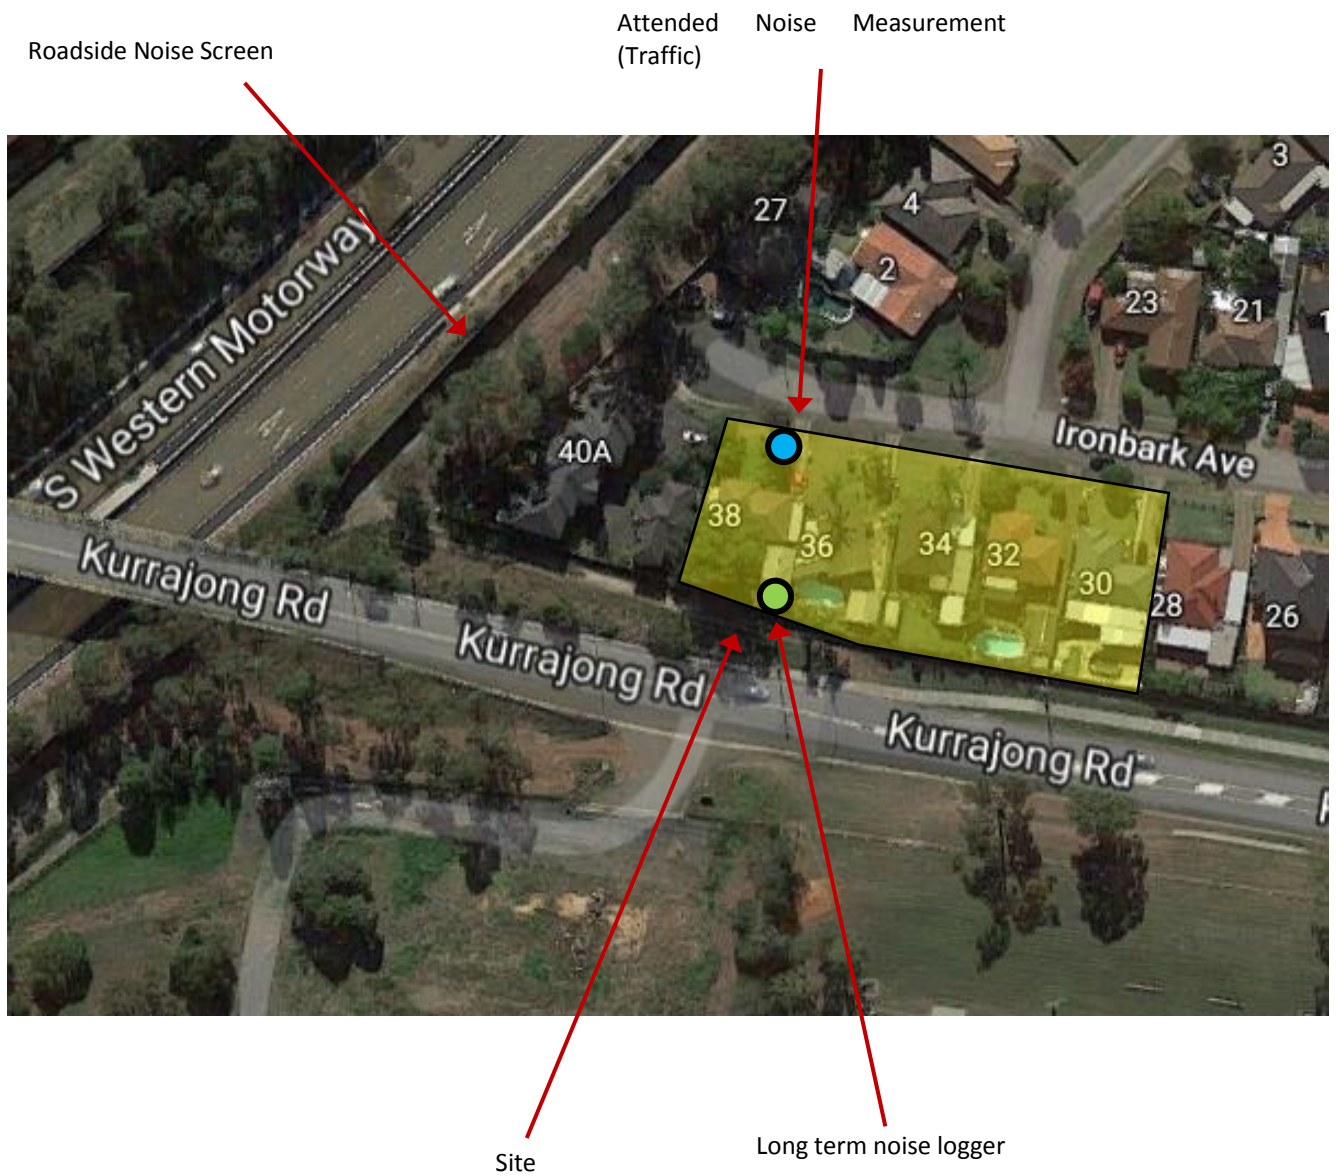 Attended Noise Measurement
(Traffic)
Roadside Noise Screen
3
27
4
2
23
21
1
S Western Motorway
Ironbark Ave
40A
38
36
34
32
30
28
26
Kurrajong Rd
Kurrajong Rd
Kurrajong Rd
Long term noise logger
Site